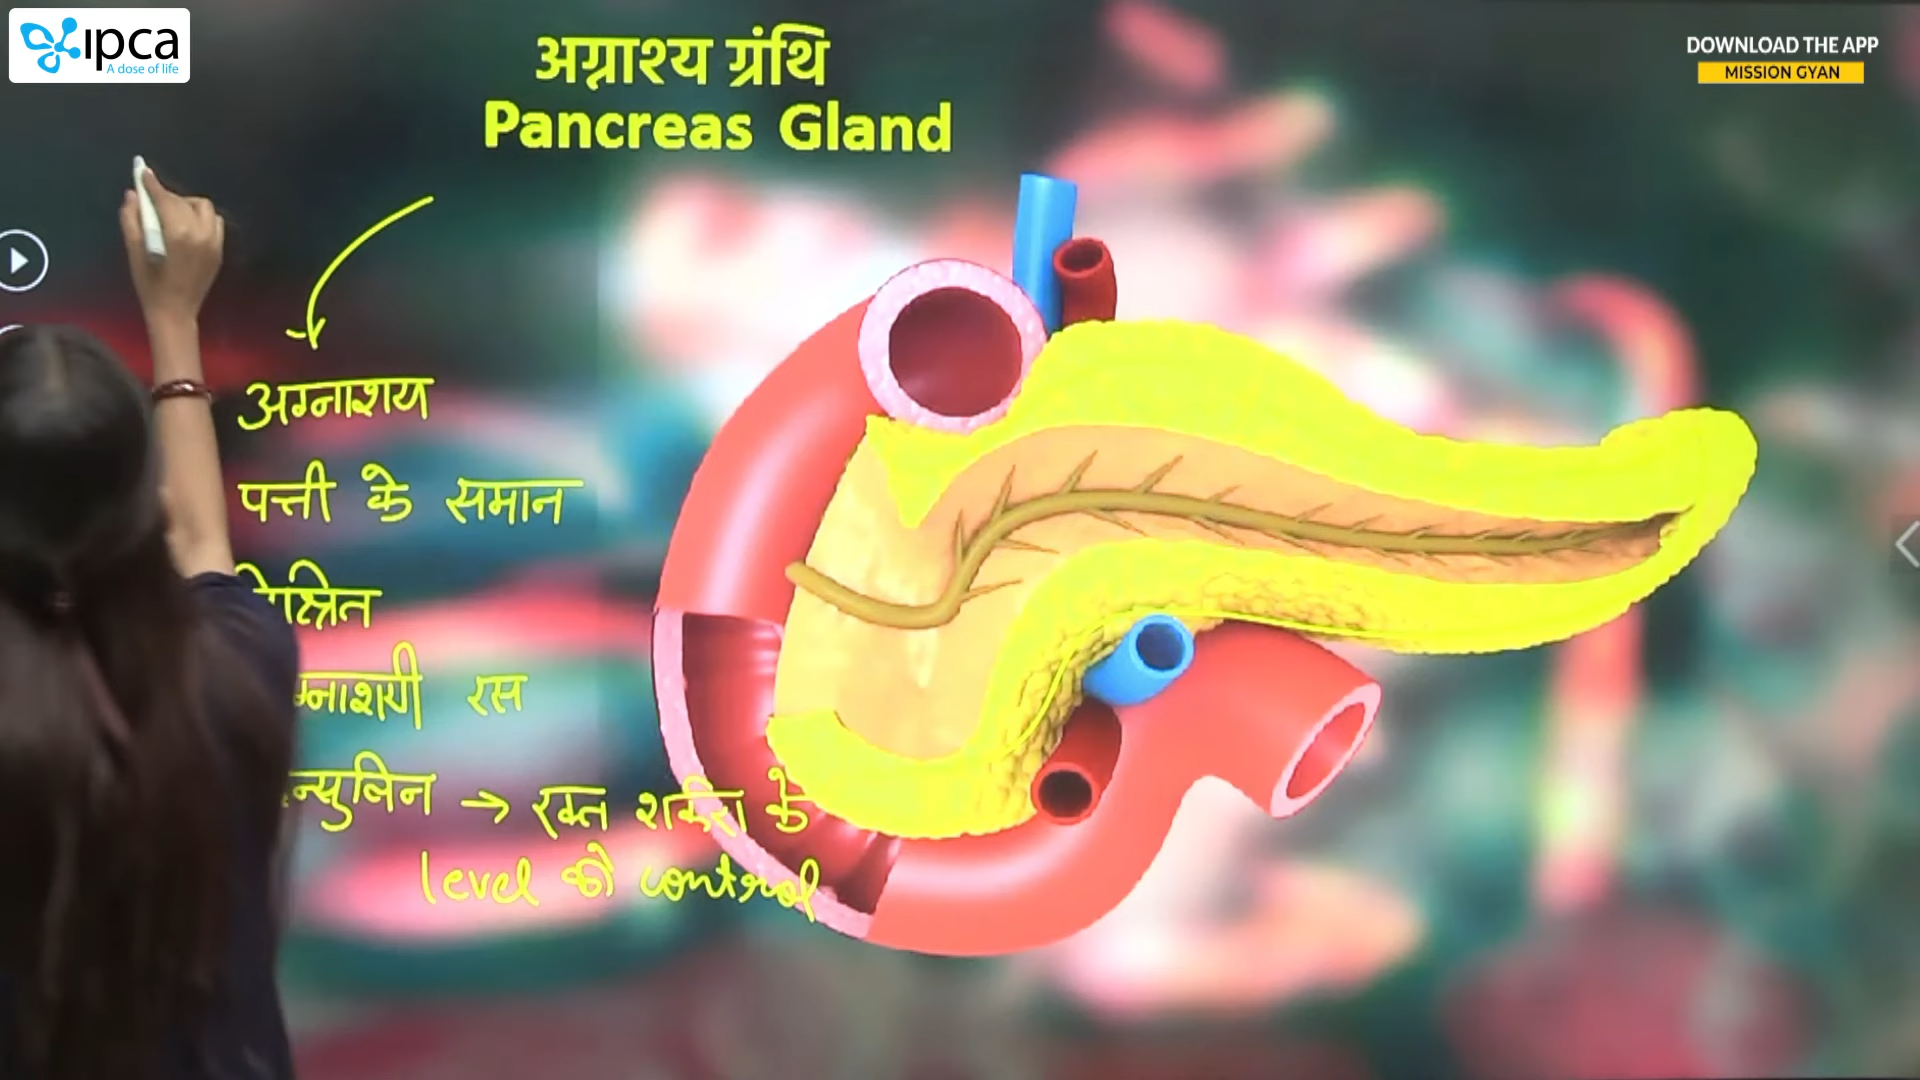 ipca
A dose of life
अग्नाश्य ग्रंथि
Pancreas Gland
DOWNLOAD THE APP
MISSION GYAN
अग्नाशय
पत्ती के समान
रस
→ रक्त शर्करा के
level को control